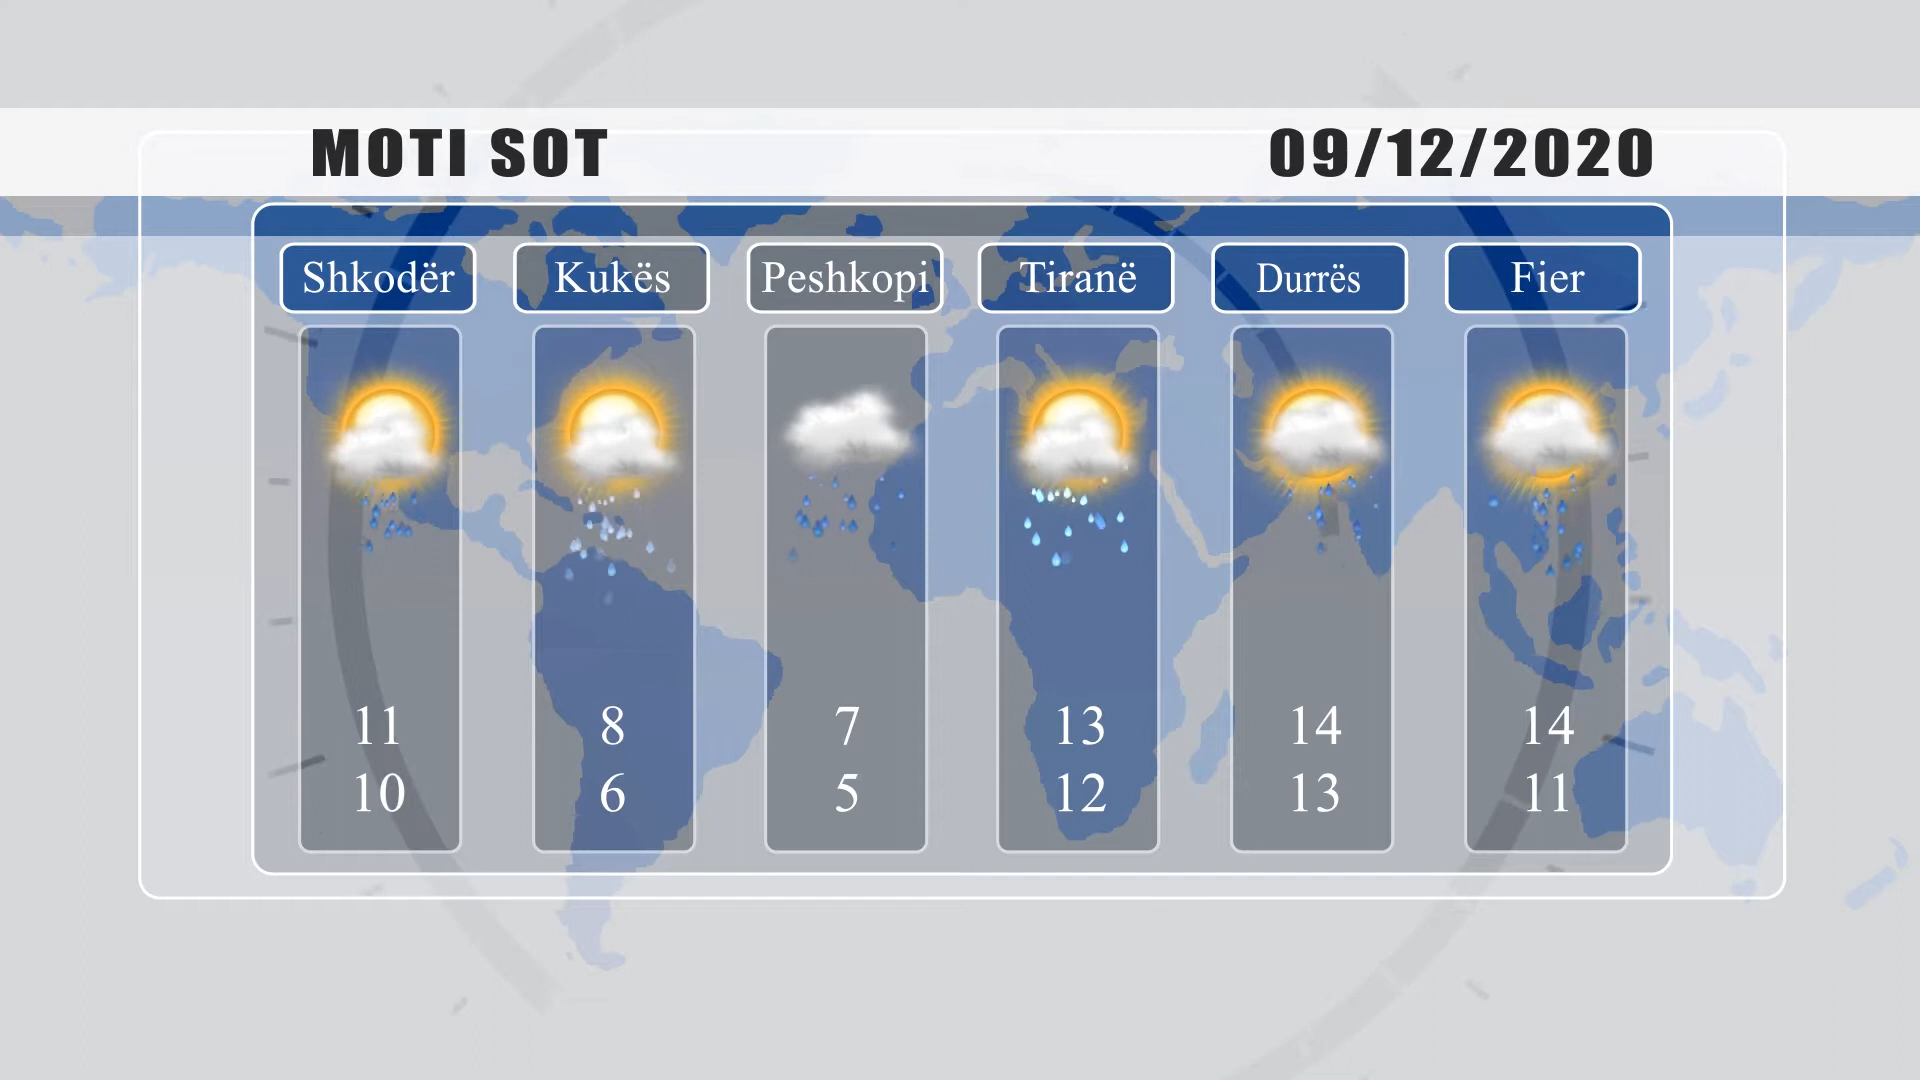 MOTI SOT 09/12/2020
Shkodër Kukës Peshkopi Tiranë Durrës Fier
11 8 7 13 14 14
10 6 5 12 13 11